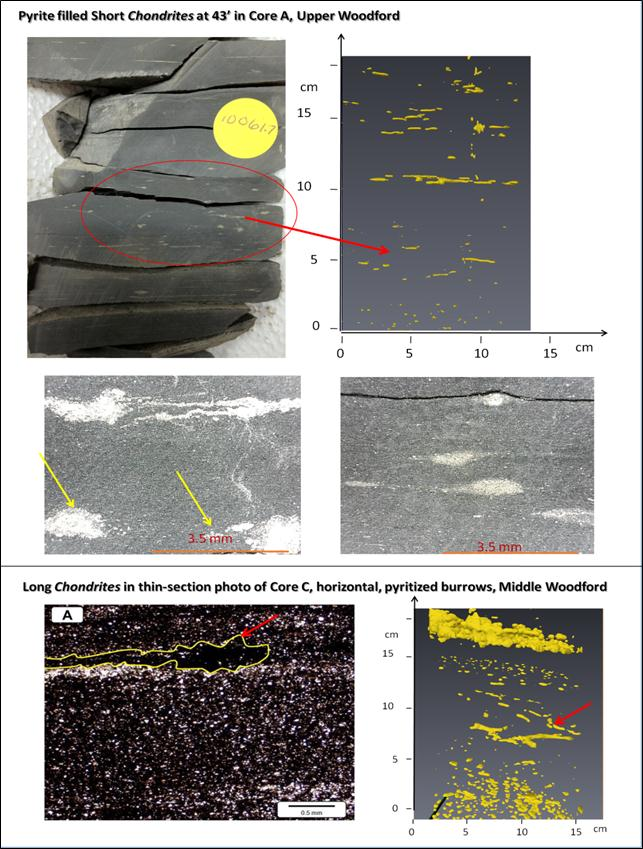 Pyrite filled Short Chondrites at 43’ in Core A, Upper Woodford
10061.7
cm
15
10
5
0
0 5 10 15
cm
3.5 mm
3.5 mm
Long Chondrites in thin-section photo of Core C, horizontal, pyritized burrows, Middle Woodford
A
0.5 mm
cm
15
10
5
0
0 5 10 15
cm